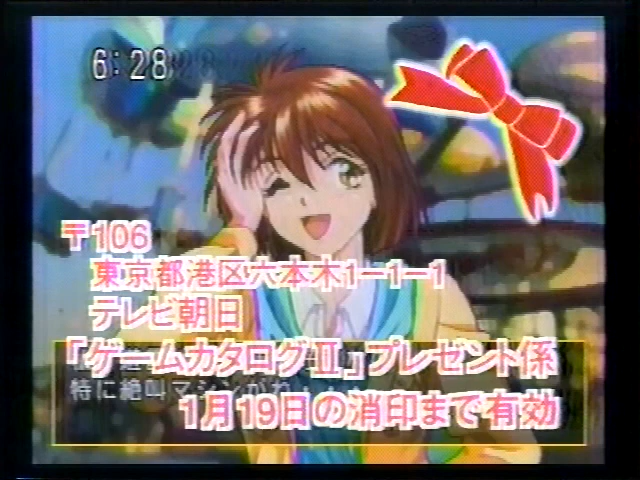 6:28
〒106
東京都港区六本木1-1-1
テレビ朝日
「ゲームカタログⅡ」プレゼント係
特に絶叫マシンがね
1月19日の消印まで有効